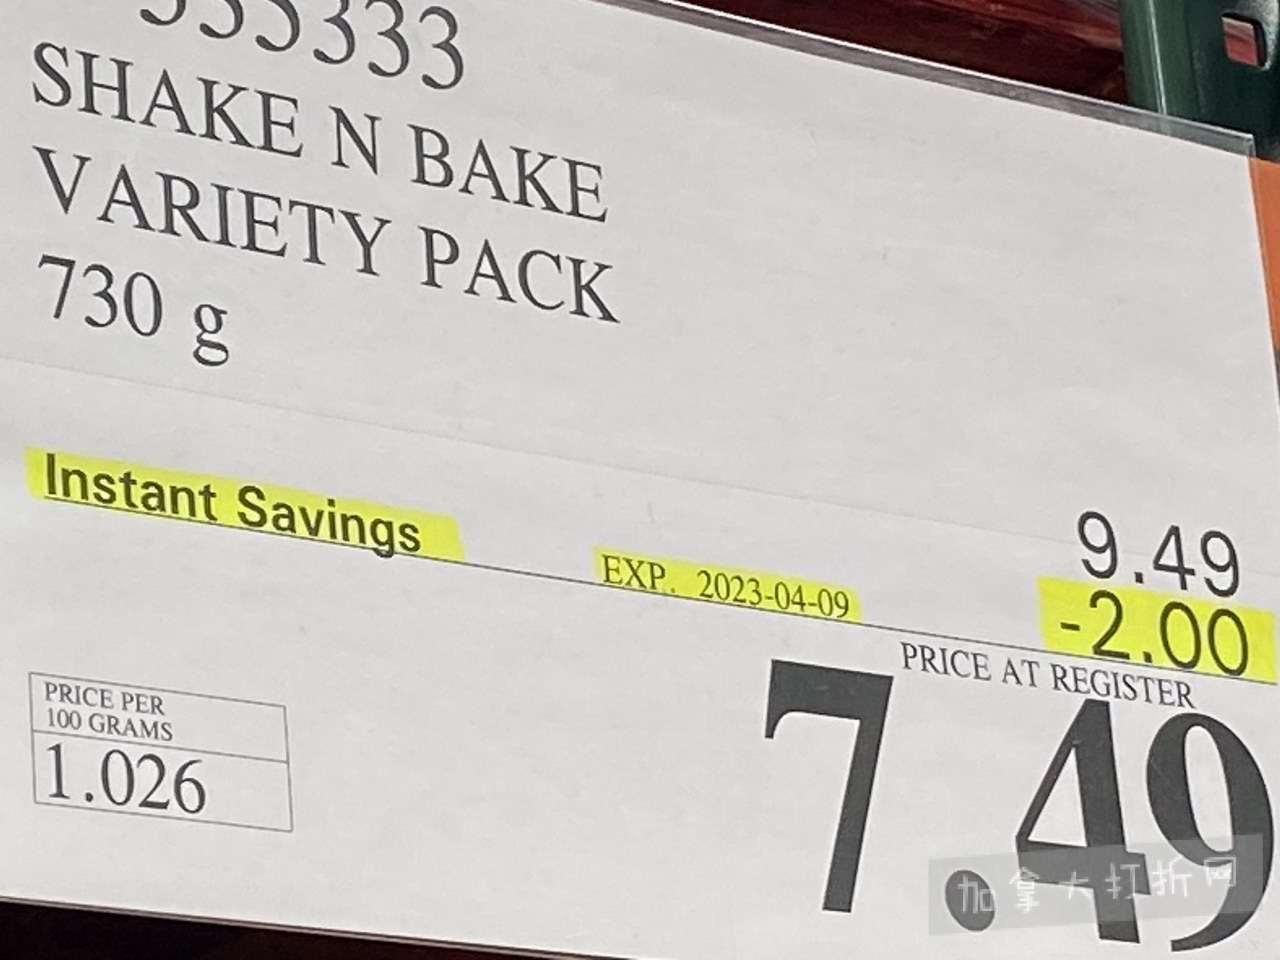 SHAKE N BAKE
VARIETY PACK
730 g
Instant Savings
9.49
EXP. 2023-04-09
-2.00
PRICE AT REGISTER
7.49
PRICE PER
100 GRAMS
1.026
加拿大打折网